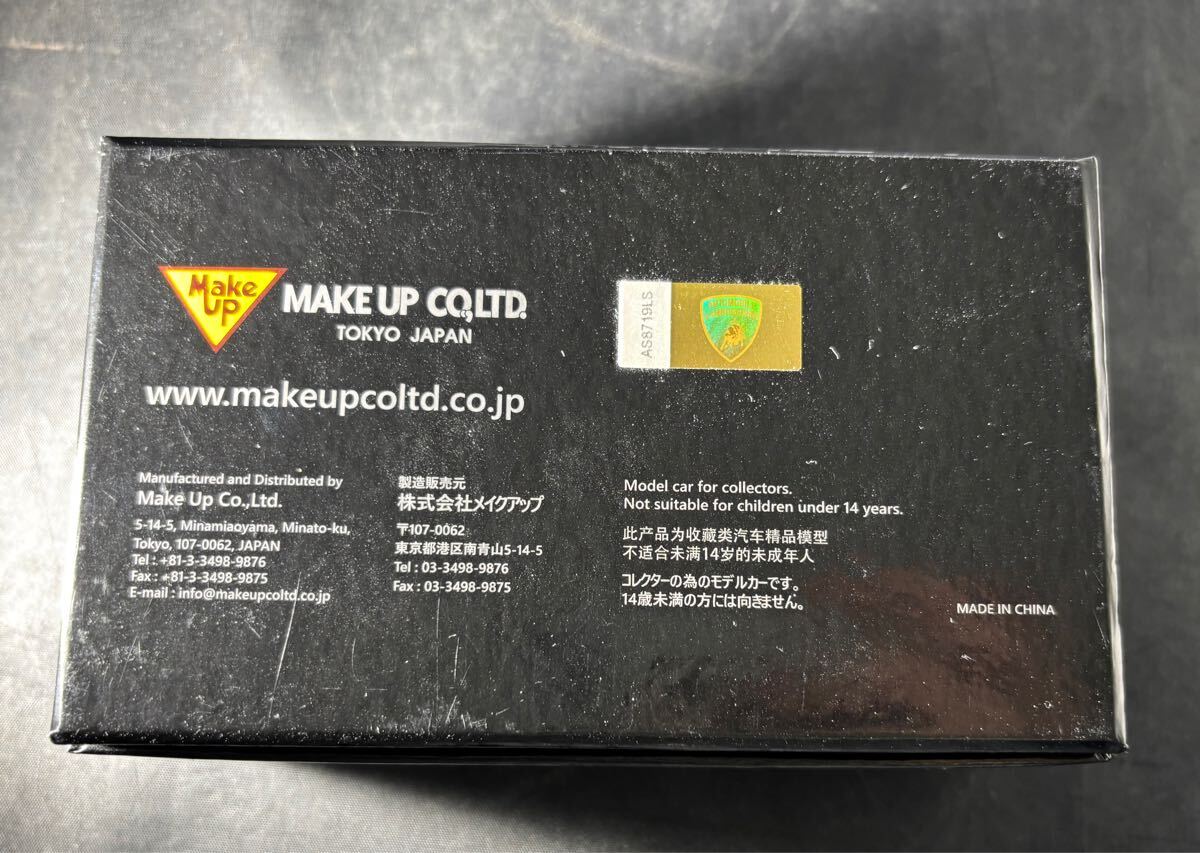 Make
up
MAKE UP CO.,LTD.
TOKYO JAPAN
www.makeupcoltd.co.jp
AS8719LS
Manufactured and Distributed by
Make Up Co.,Ltd.
5-14-5, Minamiaoyama, Minato-ku,
Tokyo, 107-0062, JAPAN
Tel : +81-3-3498-9876
Fax : +81-3-3498-9875
E-mail : info@makeupcoltd.co.jp
製造販売元
株式会社メイクアップ
〒107-0062
東京都港区南青山5-14-5
Tel : 03-3498-9876
Fax : 03-3498-9875
Model car for collectors.
Not suitable for children under 14 years.
此产品为收藏类汽车精品模型
不适合未满14岁的未成年人
コレクターの為のモデルカーです。
14歳未満の方には向きません。
MADE IN CHINA